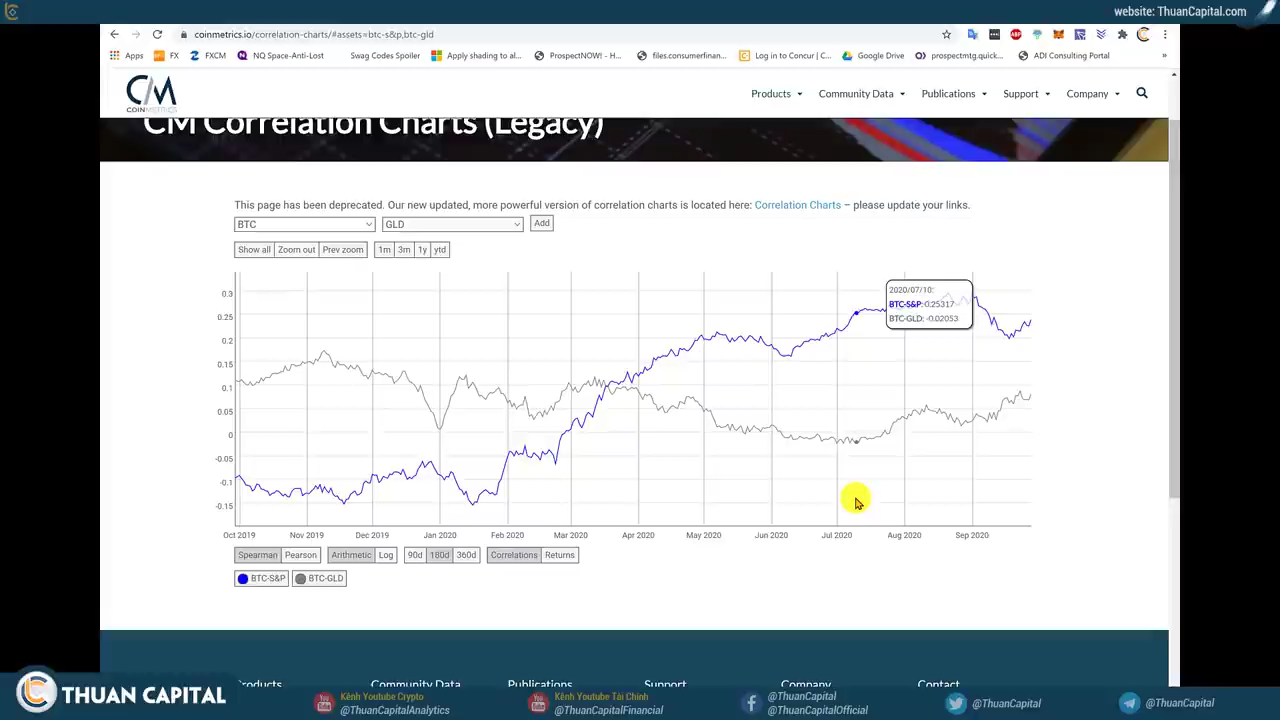 website: ThuanCapital.com
coinmetrics.io/correlation-charts/#assets=btc-s&p,btc-gld
Apps FX FXCM NQ Space-Anti-Lost Swag Codes Spoiler Apply shading to al... ProspectNOW! - H... files.consumerfinan... Log in to Concur | C... Google Drive prospectmtg.quick... ADI Consulting Portal »
CM
COINMETRICS
Products Community Data Publications Support Company
CM Correlation Charts (Legacy)
This page has been deprecated. Our new updated, more powerful version of correlation charts is located here: Correlation Charts – please update your links.
BTC GLD Add
Show all Zoom out Prev zoom 1m 3m 1y ytd
2020/07/10:
BTC-S&P: 0.25317
BTC-GLD: -0.02053
0.3
0.25
0.2
0.15
0.1
0.05
0
-0.05
-0.1
-0.15
Oct 2019 Nov 2019 Dec 2019 Jan 2020 Feb 2020 Mar 2020 Apr 2020 May 2020 Jun 2020 Jul 2020 Aug 2020 Sep 2020
Spearman Pearson Arithmetic Log 90d 180d 360d Correlations Returns
BTC-S&P BTC-GLD
Products Community Data Publications Support Company Contact
THUAN CAPITAL
Kênh Youtube Crypto
@ThuanCapitalAnalytics
Kênh Youtube Tài Chính
@ThuanCapitalFinancial
@ThuanCapital
@ThuanCapitalOfficial
@ThuanCapital
@ThuanCapital